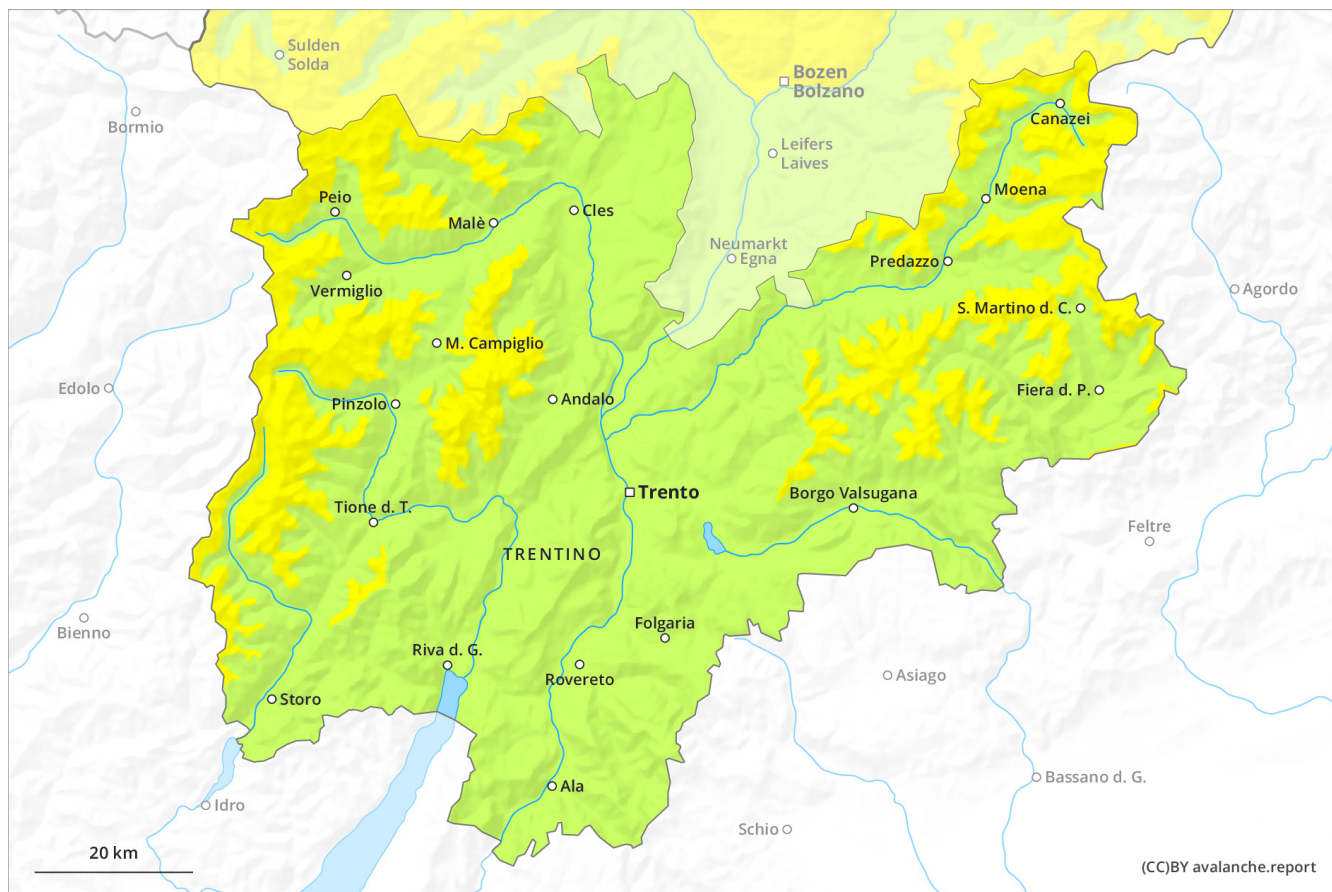 Sulden
Solda
Bozen
Bolzano
Bormio
Canazei
Leifers
Laives
Peio
Moena
Malè
Cles
Neumarkt
Egna
Predazzo
Vermiglio
Agordo
S. Martino d. C.
M. Campiglio
Edolo
Fiera d. P.
Pinzolo
Andalo
Trento
Borgo Valsugana
Tione d. T.
Feltre
TRENTINO
Bienno
Folgaria
Riva d. G.
Rovereto
Asiago
Storo
Bassano d. G.
Ala
Idro
Schio
20 km
(CC)BY avalanche.report